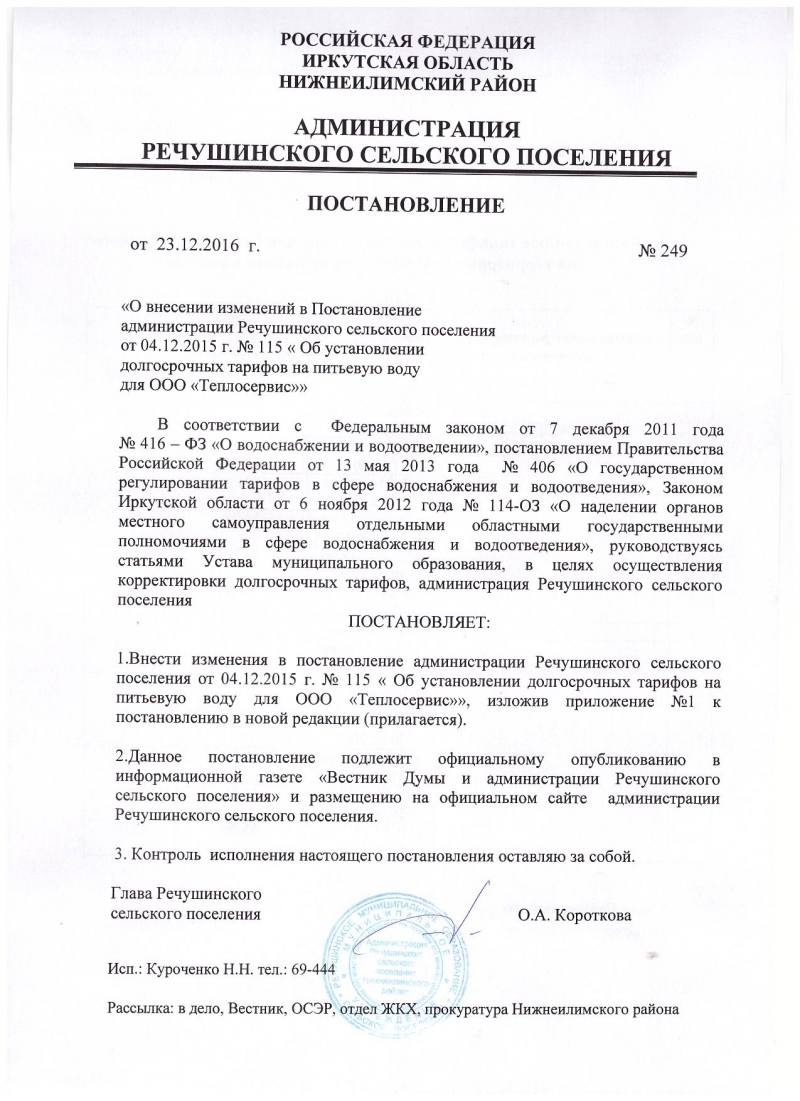 РОССИЙСКАЯ ФЕДЕРАЦИЯ
ИРКУТСКАЯ ОБЛАСТЬ
НИЖНЕИЛИМСКИЙ РАЙОН
АДМИНИСТРАЦИЯ
РЕЧУШИНСКОГО СЕЛЬСКОГО ПОСЕЛЕНИЯ
ПОСТАНОВЛЕНИЕ
от 23.12.2016 г.
№ 249
«О внесении изменений в Постановление
администрации Речушинского сельского поселения
от 04.12.2015 г. № 115 « Об установлении
долгосрочных тарифов на питьевую воду
для ООО «Теплосервис»»
В соответствии с Федеральным законом от 7 декабря 2011 года
№ 416 – ФЗ «О водоснабжении и водоотведении», постановлением Правительства
Российской Федерации от 13 мая 2013 года № 406 «О государственном
регулировании тарифов в сфере водоснабжения и водоотведения», Законом
Иркутской области от 6 ноября 2012 года № 114-ОЗ «О наделении органов
местного самоуправления отдельными областными государственными
полномочиями в сфере водоснабжения и водоотведения», руководствуясь
статьями Устава муниципального образования, в целях осуществления
корректировки долгосрочных тарифов, администрация Речушинского сельского
поселения
ПОСТАНОВЛЯЕТ:
1.Внести изменения в постановление администрации Речушинского сельского
поселения от 04.12.2015 г. № 115 « Об установлении долгосрочных тарифов на
питьевую воду для ООО «Теплосервис»», изложив приложение №1 к
постановлению в новой редакции (прилагается).
2.Данное постановление подлежит официальному опубликованию в
информационной газете «Вестник Думы и администрации Речушинского
сельского поселения» и размещению на официальном сайте администрации
Речушинского сельского поселения.
3. Контроль исполнения настоящего постановления оставляю за собой.
Глава Речушинского
сельского поселения
О.А. Короткова
Администрация
Речушинского
сельского
поселения
Нижнеилимского
района
Исп.: Куроченко Н.Н. тел.: 69-444
Рассылка: в дело, Вестник, ОСЭР, отдел ЖКХ, прокуратура Нижнеилимского района